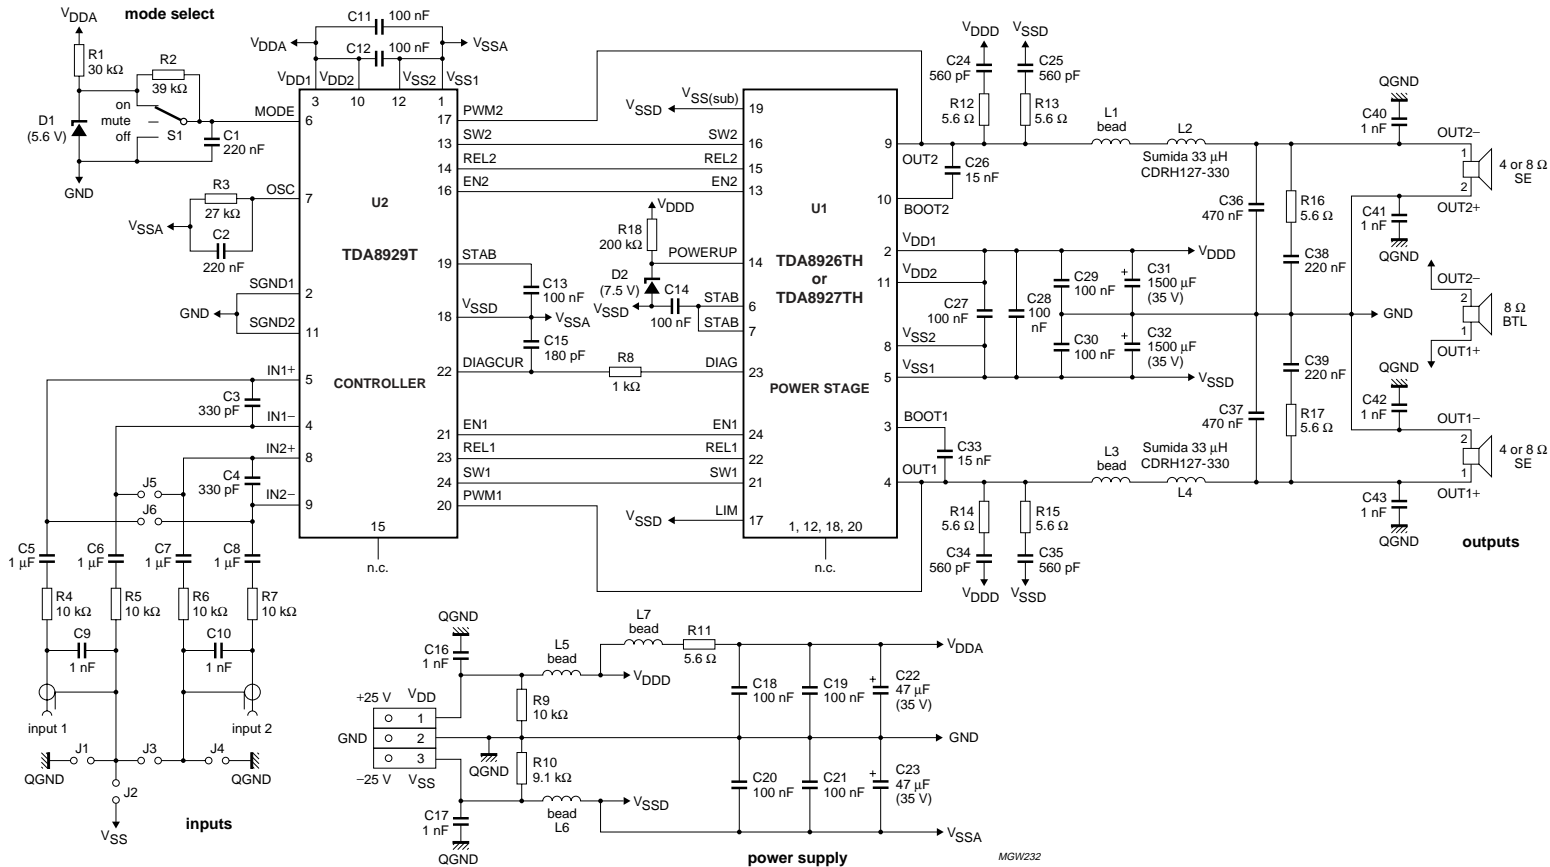 mode select
VDDA
R1
30 kΩ
R2
39 kΩ
on
mute
off
S1
D1
(5.6 V)
C1
220 nF
GND
MODE
6
OSC
7
R3
27 kΩ
VSSA
C2
220 nF
SGND1
2
GND
SGND2
11
IN1+
5
C3
330 pF
IN1−
4
IN2+
8
C4
330 pF
IN2−
9
J5
J6
C5
1 μF
C6
1 μF
C7
1 μF
C8
1 μF
R4
10 kΩ
R5
10 kΩ
R6
10 kΩ
R7
10 kΩ
C9
1 nF
C10
1 nF
input 1
input 2
J1
J3
J4
QGND
QGND
J2
VSS
inputs
C11
100 nF
C12
100 nF
VDDA
VSSA
VDD1
VDD2
VSS2
VSS1
3
10
12
1
U2
TDA8929T
CONTROLLER
15
n.c.
17
PWM2
13
SW2
14
REL2
16
EN2
19
STAB
C13
100 nF
18
VSSD
VSSA
C15
180 pF
22
DIAGCUR
R8
1 kΩ
21
EN1
23
REL1
24
SW1
20
PWM1
VSSD
VSS(sub)
19
SW2
16
REL2
15
EN2
13
VDDD
R18
200 kΩ
POWERUP
14
D2
(7.5 V)
VSSD
C14
100 nF
STAB
6
STAB
7
DIAG
23
EN1
24
REL1
22
SW1
21
VSSD
LIM
17
U1
TDA8926TH
or
TDA8927TH
POWER STAGE
1, 12, 18, 20
n.c.
9
OUT2
10
BOOT2
2
VDD1
11
VDD2
8
VSS2
5
VSS1
3
BOOT1
4
OUT1
VDDD
VSSD
C24
560 pF
C25
560 pF
R12
5.6 Ω
R13
5.6 Ω
C26
15 nF
L1
bead
L2
Sumida 33 μH
CDRH127-330
C27
100 nF
C28
100
nF
C29
100 nF
C30
100 nF
C31
1500 μF
(35 V)
C32
1500 μF
(35 V)
+
+
VDDD
GND
VSSD
C33
15 nF
L3
bead
Sumida 33 μH
CDRH127-330
L4
R14
5.6 Ω
R15
5.6 Ω
C34
560 pF
C35
560 pF
VDDD
VSSD
C36
470 nF
R16
5.6 Ω
C38
220 nF
C39
220 nF
C37
470 nF
R17
5.6 Ω
QGND
C40
1 nF
OUT2−
1
2
4 or 8 Ω
SE
OUT2+
C41
1 nF
QGND
OUT2−
2
1
8 Ω
BTL
OUT1+
QGND
C42
1 nF
OUT1−
2
1
4 or 8 Ω
SE
OUT1+
C43
1 nF
QGND
outputs
QGND
C16
1 nF
L5
bead
L7
bead
R11
5.6 Ω
VDDA
VDDD
+25 V
VDD
1
GND
2
3
−25 V
VSS
R9
10 kΩ
QGND
R10
9.1 kΩ
C18
100 nF
C19
100 nF
+
C22
47 μF
(35 V)
GND
C20
100 nF
C21
100 nF
+
C23
47 μF
(35 V)
VSSD
bead
L6
VSSA
C17
1 nF
QGND
power supply
MGW232